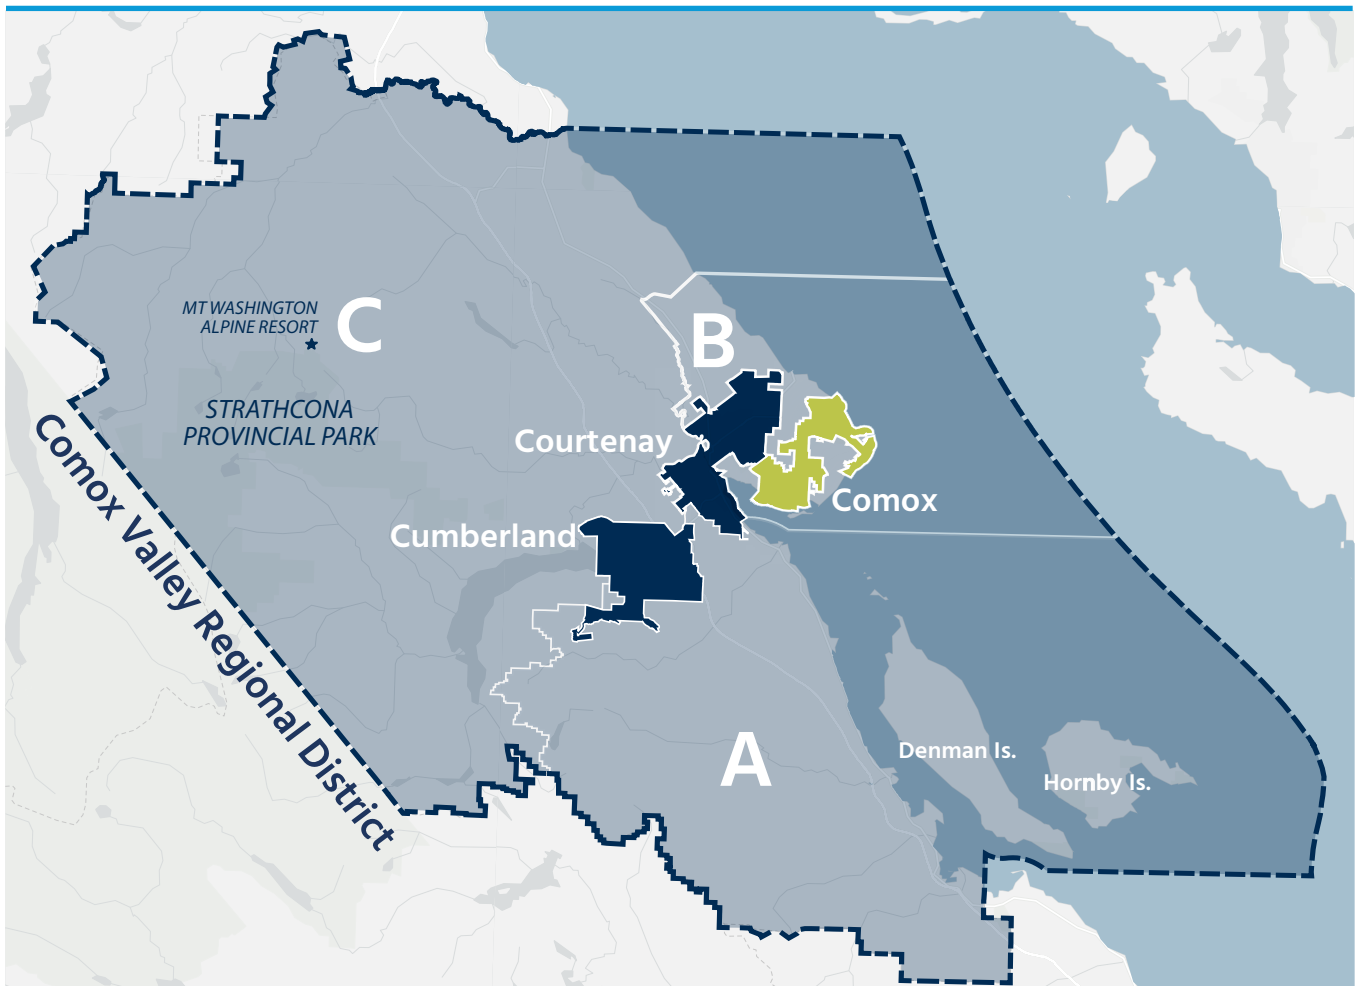 MT WASHINGTON
ALPINE RESORT
C
B
STRATHCONA
PROVINCIAL PARK
Courtenay
Comox
Cumberland
Comox Valley Regional District
A
Denman Is.
Hornby Is.